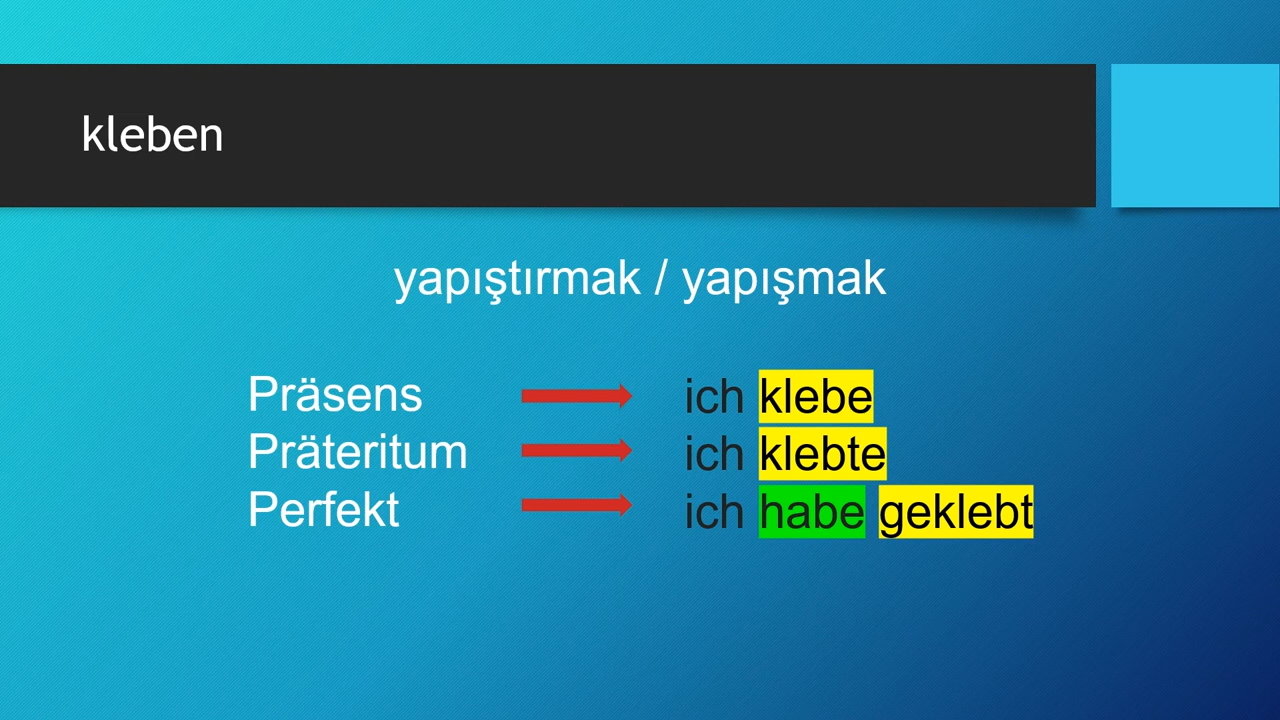 kleben
yapıştırmak / yapışmak
Präsens ich klebe
Präteritum ich klebte
Perfekt ich habe geklebt